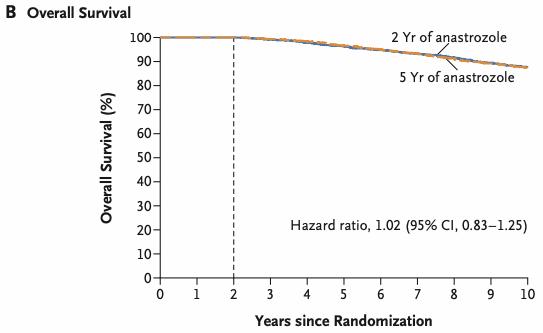 B Overall Survival
2 Yr of anastrozole
5 Yr of anastrozole
Overall Survival (%)
100
90
80
70
60
50
40
30
20
10
0
Hazard ratio, 1.02 (95% CI, 0.83–1.25)
0 1 2 3 4 5 6 7 8 9 10
Years since Randomization